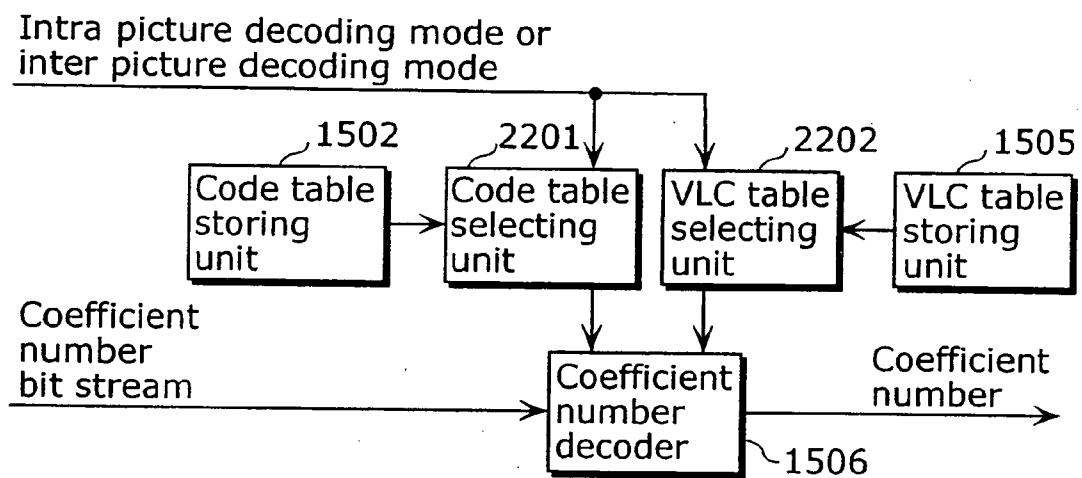 Intra picture decoding mode or
inter picture decoding mode
1502
2201
2202
1505
Code table
storing
unit
Code table
selecting
unit
VLC table
selecting
unit
VLC table
storing
unit
Coefficient
number
bit stream
Coefficient
number
decoder
Coefficient
number
1506